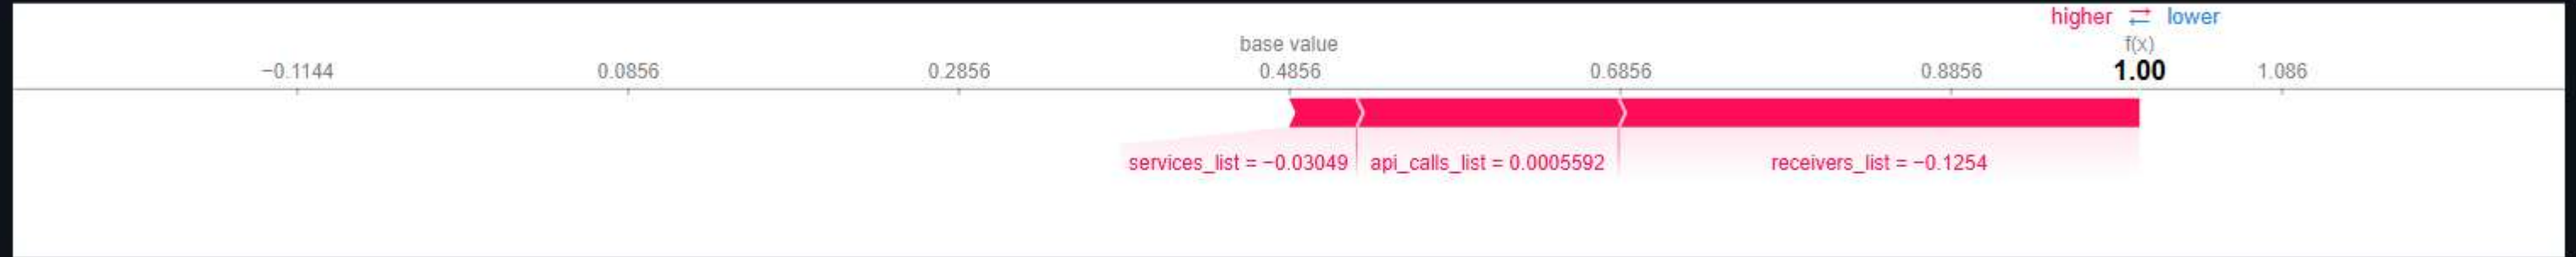 higher ⇄ lower
base value f(x)
−0.1144 0.0856 0.2856 0.4856 0.6856 0.8856 1.00 1.086
services_list = −0.03049 api_calls_list = 0.0005592 receivers_list = −0.1254